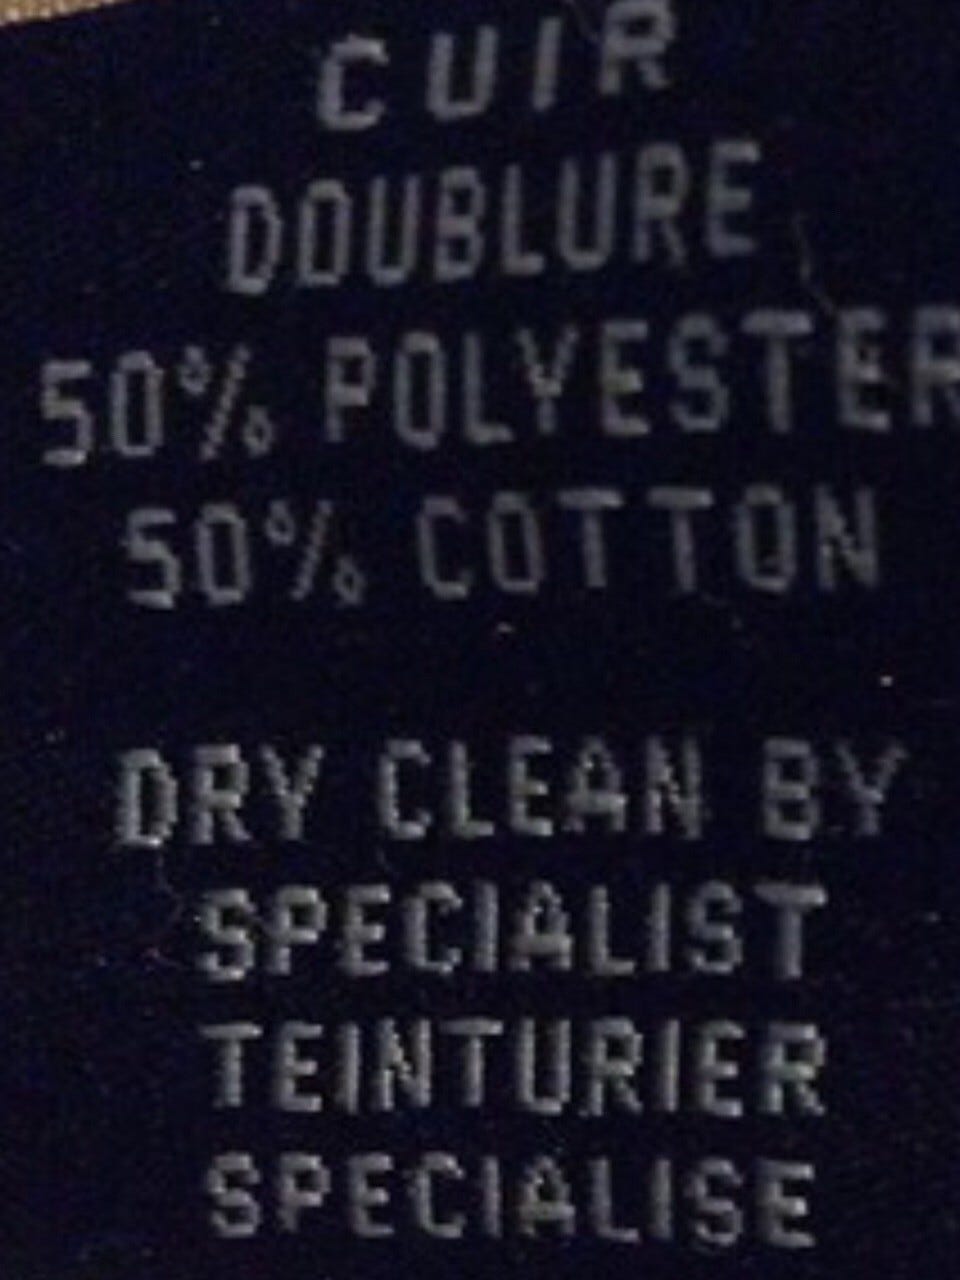 CUIR
DOUBLURE
50% POLYESTER
50% COTTON
DRY CLEAN BY
SPECIALIST
TEINTURIER
SPECIALISE